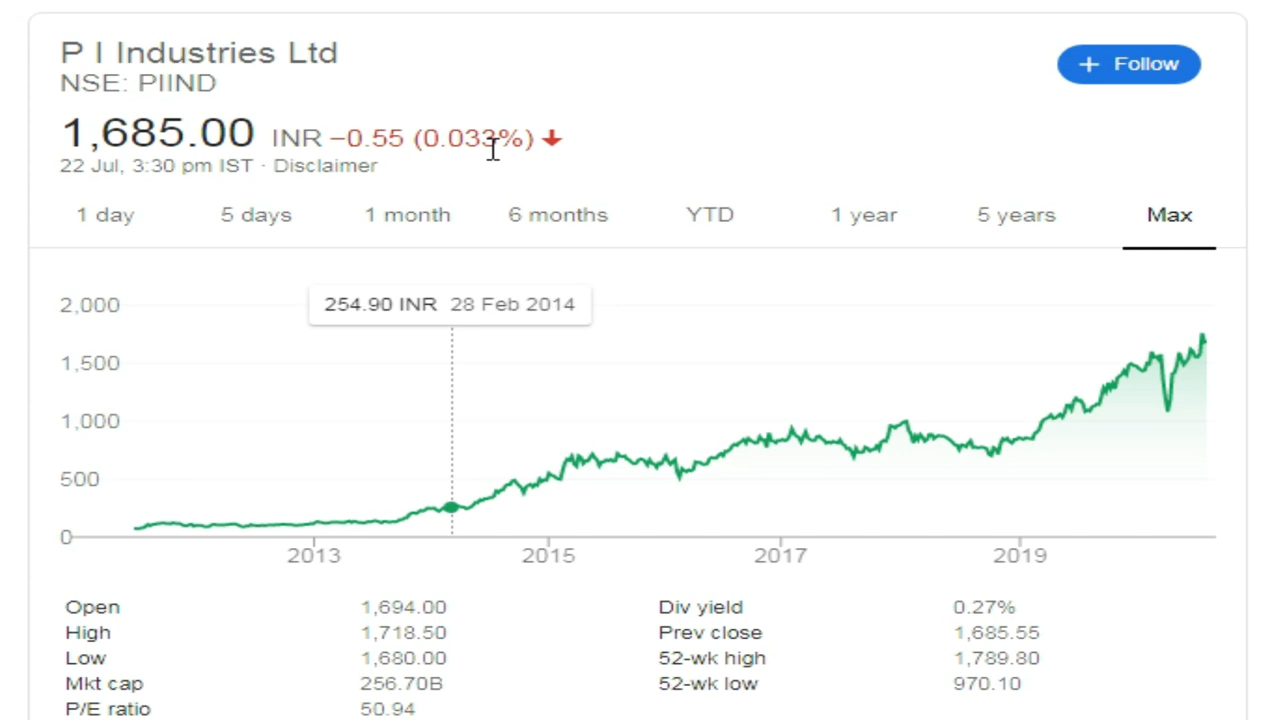 P I Industries Ltd
+ Follow
NSE: PIIND
1,685.00 INR −0.55 (0.033%)
22 Jul, 3:30 pm IST · Disclaimer
1 day 5 days 1 month 6 months YTD 1 year 5 years Max
254.90 INR 28 Feb 2014
2,000
1,500
1,000
500
0
2013 2015 2017 2019
Open 1,694.00 Div yield 0.27%
High 1,718.50 Prev close 1,685.55
Low 1,680.00 52-wk high 1,789.80
Mkt cap 256.70B 52-wk low 970.10
P/E ratio 50.94